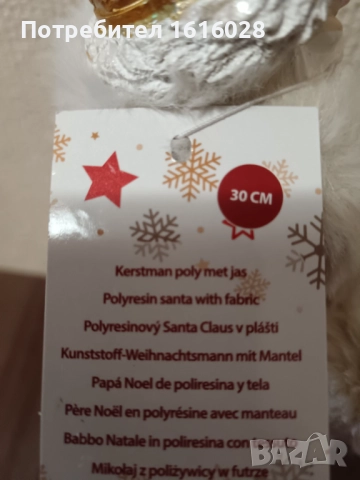 Потребител 1616028
30 CM
Kerstman poly met jas
Polyresin santa with fabric
Polyresinový Santa Claus v plášti
Kunststoff-Weihnachtsmann mit Mantel
Papá Noel de poliresina y tela
Père Noël en polyrésine avec manteau
Babbo Natale in poliresina con
Mikołaj z poliżywicy w futrze
BAZAR